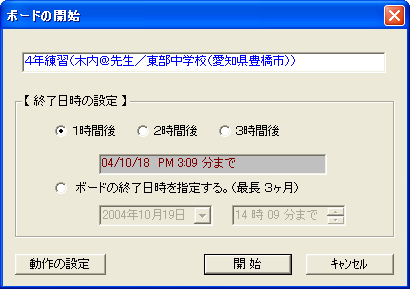 ボードの開始
4年練習(木内@先生／東部中学校(愛知県豊橋市))
【 終了日時の設定 】
1時間後 2時間後 3時間後
04/10/18 PM 3:09 分まで
ボードの終了日時を指定する。(最長 3ヶ月)
2004年10月19日 14 時 09 分まで
動作の設定 開 始 ｷｬﾝｾﾙ